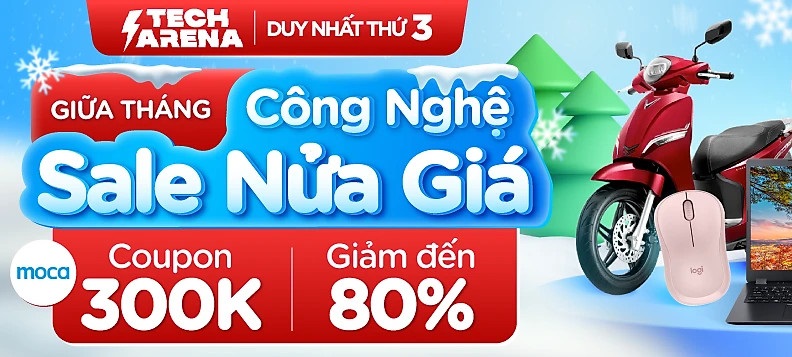 TECH ARENA | DUY NHẤT THỨ 3
GIỮA THÁNG
Công Nghệ
Sale Nửa Giá
moca
Coupon
300K
Giảm đến
80%
logi